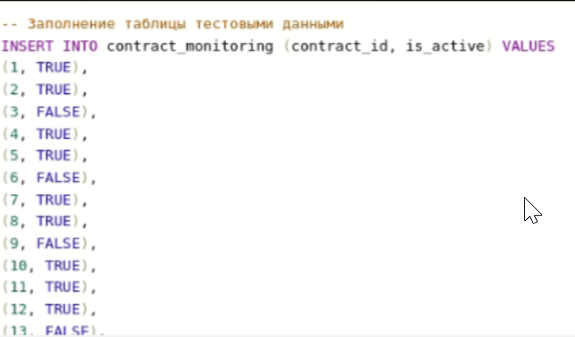 -- Заполнение таблицы тестовыми данными
INSERT INTO contract_monitoring (contract_id, is_active) VALUES
(1, TRUE),
(2, TRUE),
(3, FALSE),
(4, TRUE),
(5, TRUE),
(6, FALSE),
(7, TRUE),
(8, TRUE),
(9, FALSE),
(10, TRUE),
(11, TRUE),
(12, TRUE),
(13, FALSE),